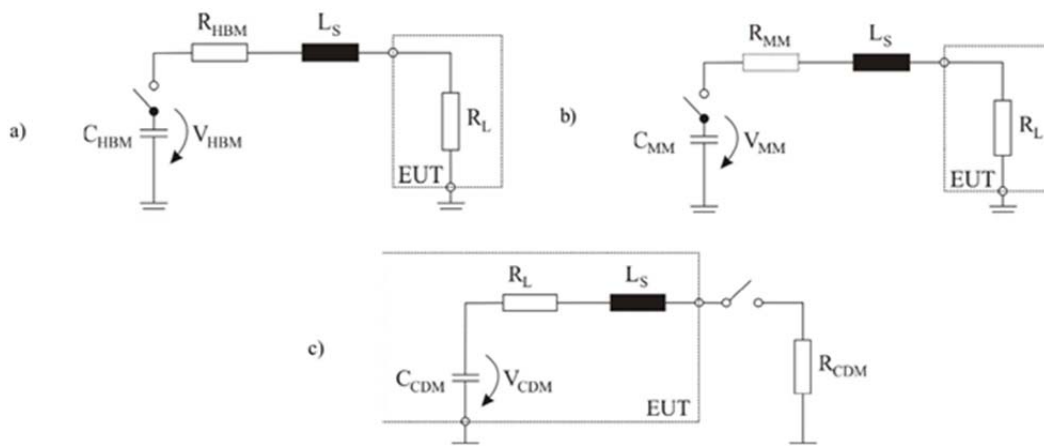 R_HBM L_S
a) C_HBM V_HBM R_L
EUT
R_MM L_S
b) C_MM V_MM R_L
EUT
R_L L_S
c) C_CDM V_CDM R_CDM
EUT